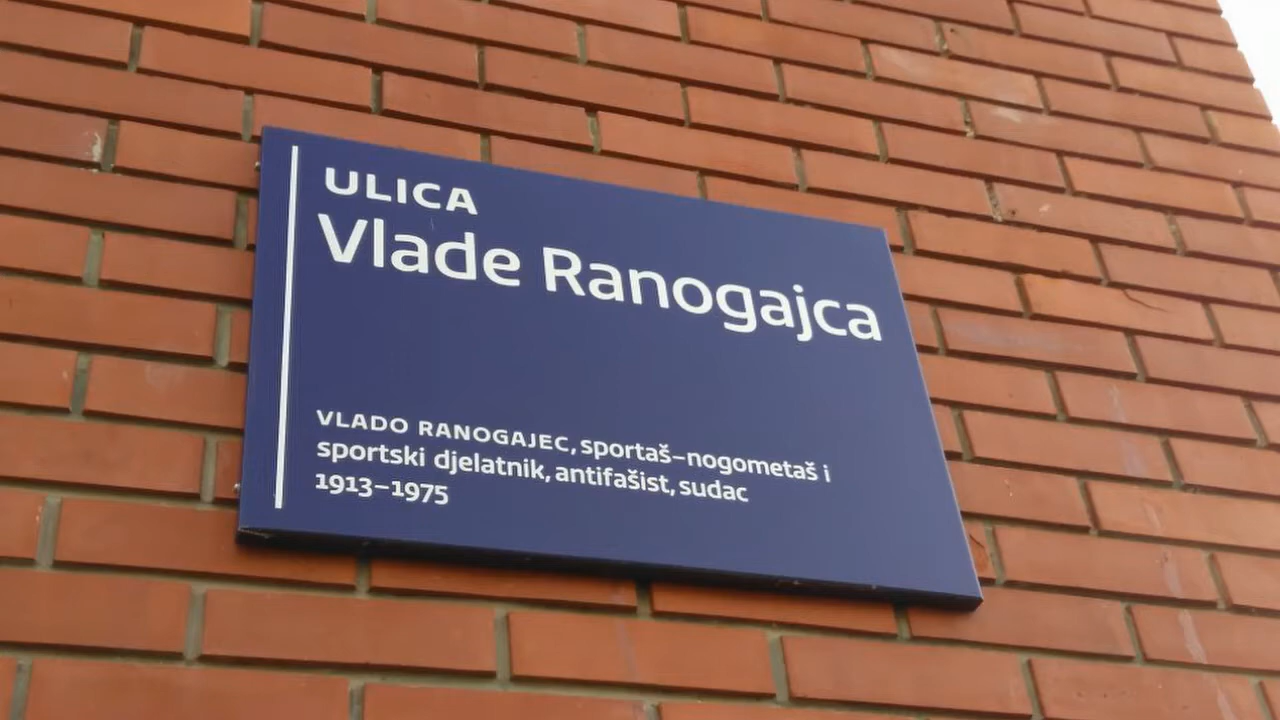 ULICA
Vlade Ranogajca
VLADO RANOGAJEC, sportaš–nogometaš i
sportski djelatnik, antifašist, sudac
1913–1975